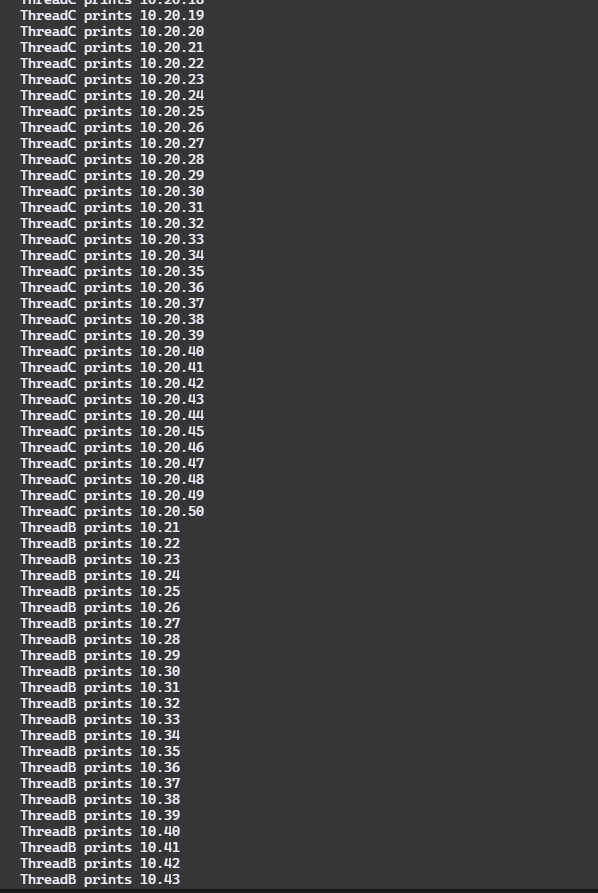 ThreadC prints 10.20.18
ThreadC prints 10.20.19
ThreadC prints 10.20.20
ThreadC prints 10.20.21
ThreadC prints 10.20.22
ThreadC prints 10.20.23
ThreadC prints 10.20.24
ThreadC prints 10.20.25
ThreadC prints 10.20.26
ThreadC prints 10.20.27
ThreadC prints 10.20.28
ThreadC prints 10.20.29
ThreadC prints 10.20.30
ThreadC prints 10.20.31
ThreadC prints 10.20.32
ThreadC prints 10.20.33
ThreadC prints 10.20.34
ThreadC prints 10.20.35
ThreadC prints 10.20.36
ThreadC prints 10.20.37
ThreadC prints 10.20.38
ThreadC prints 10.20.39
ThreadC prints 10.20.40
ThreadC prints 10.20.41
ThreadC prints 10.20.42
ThreadC prints 10.20.43
ThreadC prints 10.20.44
ThreadC prints 10.20.45
ThreadC prints 10.20.46
ThreadC prints 10.20.47
ThreadC prints 10.20.48
ThreadC prints 10.20.49
ThreadC prints 10.20.50
ThreadB prints 10.21
ThreadB prints 10.22
ThreadB prints 10.23
ThreadB prints 10.24
ThreadB prints 10.25
ThreadB prints 10.26
ThreadB prints 10.27
ThreadB prints 10.28
ThreadB prints 10.29
ThreadB prints 10.30
ThreadB prints 10.31
ThreadB prints 10.32
ThreadB prints 10.33
ThreadB prints 10.34
ThreadB prints 10.35
ThreadB prints 10.36
ThreadB prints 10.37
ThreadB prints 10.38
ThreadB prints 10.39
ThreadB prints 10.40
ThreadB prints 10.41
ThreadB prints 10.42
ThreadB prints 10.43